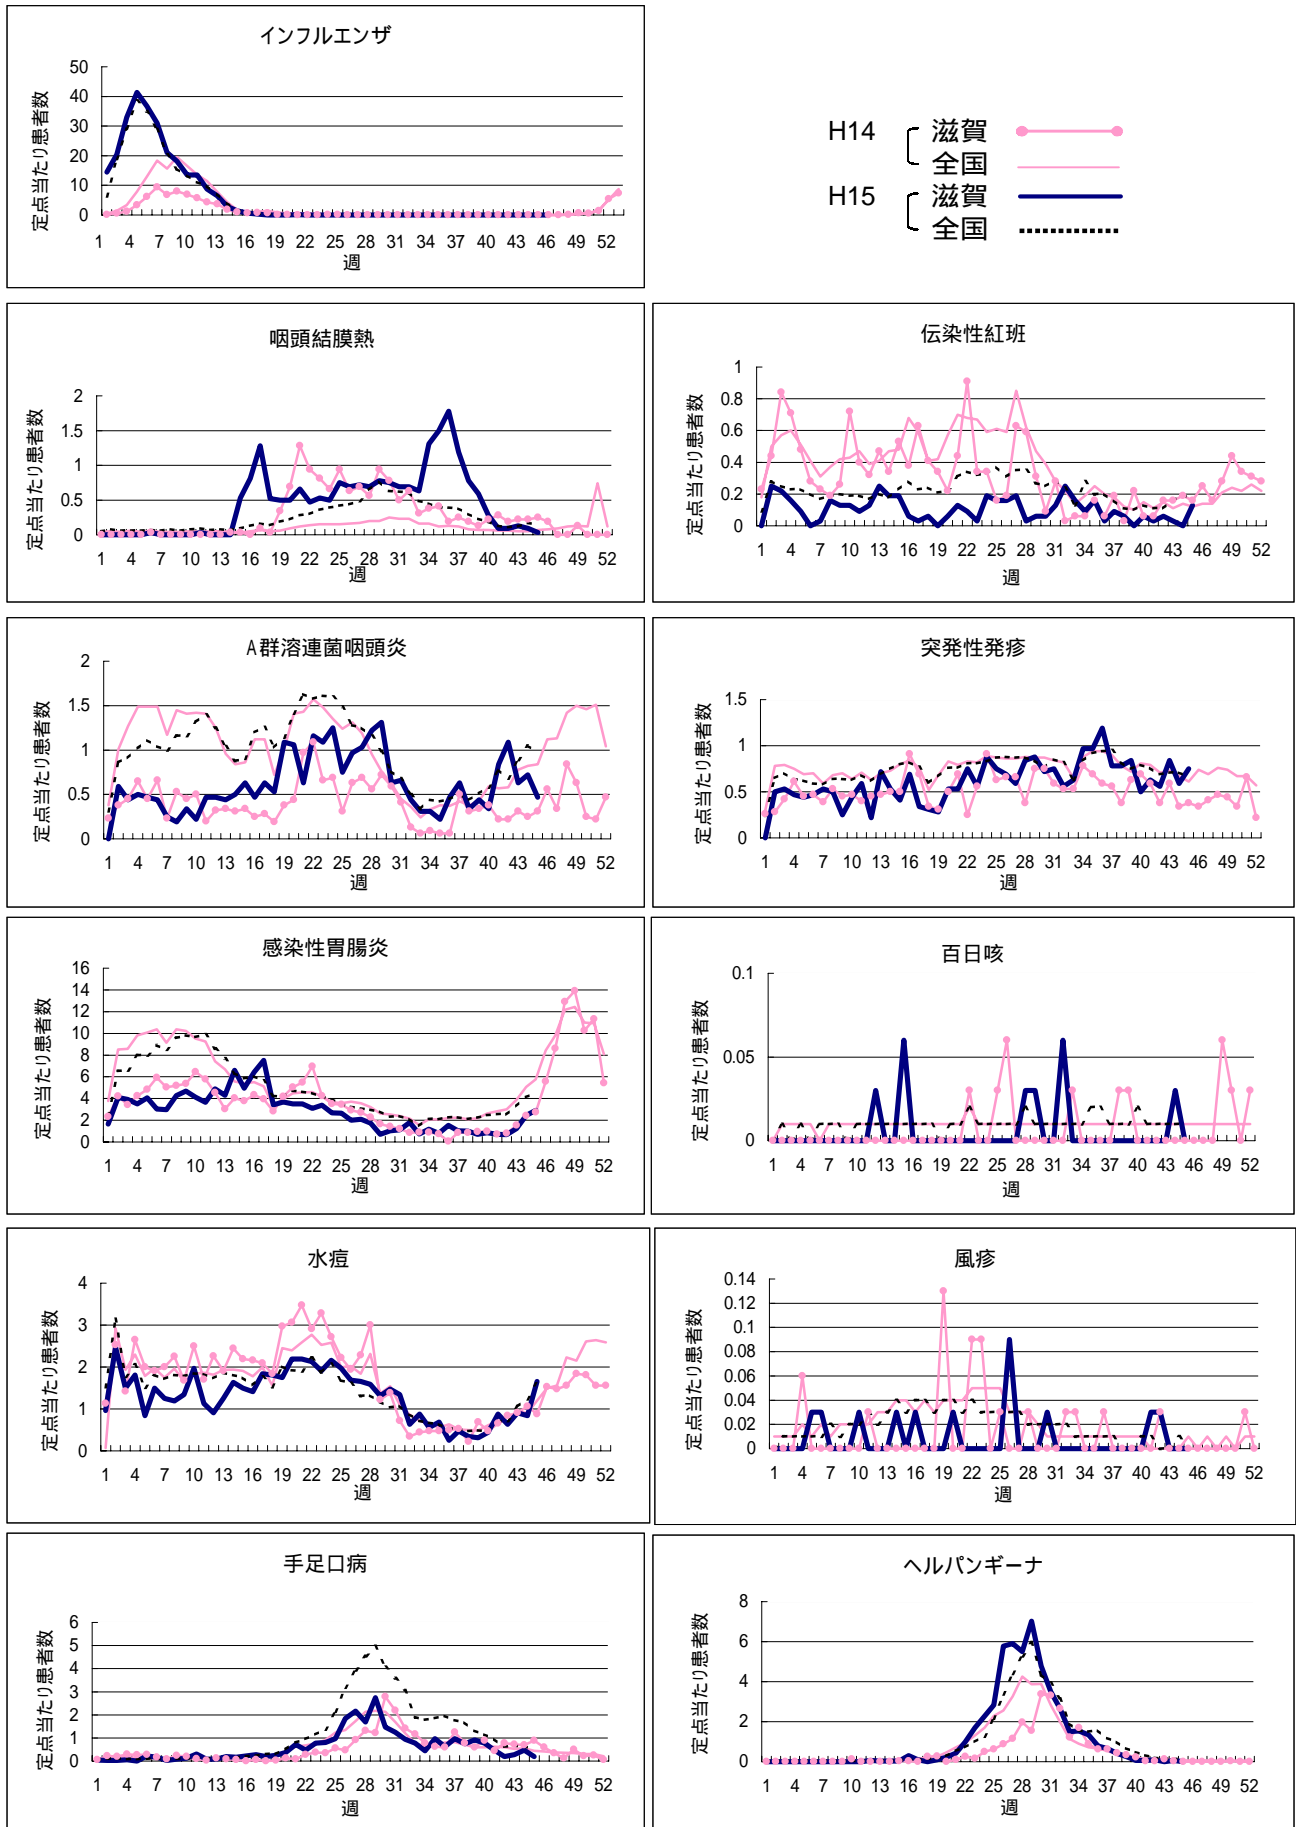 インフルエンザ
定点当たり患者数
50
40
30
20
10
0
1 4 7 10 13 16 19 22 25 28 31 34 37 40 43 46 49 52
週
H14 滋賀
全国
H15 滋賀
全国
咽頭結膜熱
定点当たり患者数
2
1.5
1
0.5
0
1 4 7 10 13 16 19 22 25 28 31 34 37 40 43 46 49 52
週
伝染性紅班
定点当たり患者数
1
0.8
0.6
0.4
0.2
0
1 4 7 10 13 16 19 22 25 28 31 34 37 40 43 46 49 52
週
A群溶連菌咽頭炎
定点当たり患者数
2
1.5
1
0.5
0
1 4 7 10 13 16 19 22 25 28 31 34 37 40 43 46 49 52
週
突発性発疹
定点当たり患者数
1.5
1
0.5
0
1 4 7 10 13 16 19 22 25 28 31 34 37 40 43 46 49 52
週
感染性胃腸炎
定点当たり患者数
16
14
12
10
8
6
4
2
0
1 4 7 10 13 16 19 22 25 28 31 34 37 40 43 46 49 52
週
百日咳
定点当たり患者数
0.1
0.05
0
1 4 7 10 13 16 19 22 25 28 31 34 37 40 43 46 49 52
週
水痘
定点当たり患者数
4
3
2
1
0
1 4 7 10 13 16 19 22 25 28 31 34 37 40 43 46 49 52
週
風疹
定点当たり患者数
0.14
0.12
0.1
0.08
0.06
0.04
0.02
0
1 4 7 10 13 16 19 22 25 28 31 34 37 40 43 46 49 52
週
手足口病
定点当たり患者数
6
5
4
3
2
1
0
1 4 7 10 13 16 19 22 25 28 31 34 37 40 43 46 49 52
週
ヘルパンギーナ
定点当たり患者数
8
6
4
2
0
1 4 7 10 13 16 19 22 25 28 31 34 37 40 43 46 49 52
週